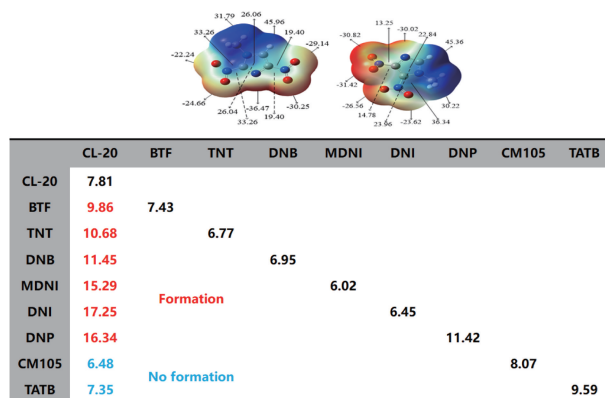 31.79 26.06 45.96
33.26 19.40
-22.24 -29.14
-24.66 -36.47 -30.25
26.04 19.40
33.26
13.25 -30.02
-30.82 22.84 45.36
-31.42
-26.56 30.22
14.78 -23.62 36.34
23.96
CL-20 BTF TNT DNB MDNI DNI DNP CM105 TATB
CL-20 7.81
BTF 9.86 7.43
TNT 10.68 6.77
DNB 11.45 6.95
MDNI 15.29 6.02
Formation
DNI 17.25 6.45
DNP 16.34 11.42
CM105 6.48 8.07
No formation
TATB 7.35 9.59